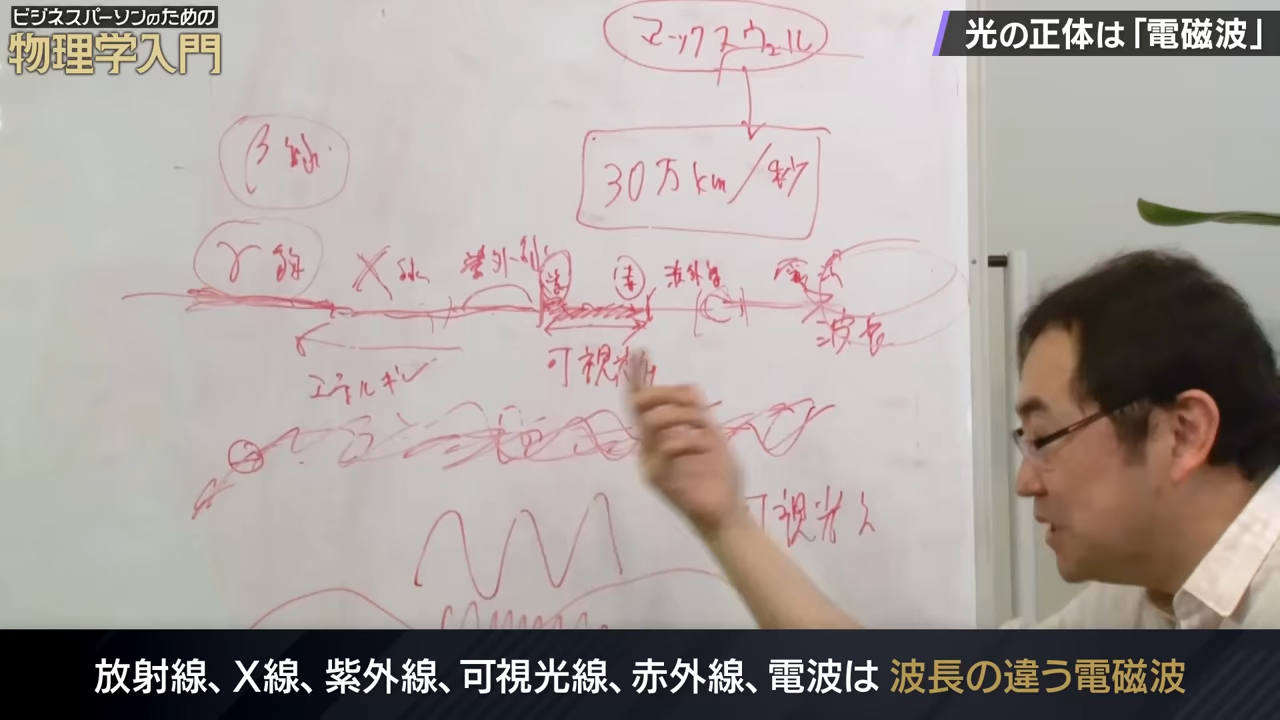 ビジネスパーソンのための
物理学入門
光の正体は「電磁波」
マックスウェル
30万km/秒
β線
γ線
X線
紫外線
赤外線
電波
波長
エネルギー
可視光
可視光
放射線、X線、紫外線、可視光線、赤外線、電波は 波長の違う電磁波